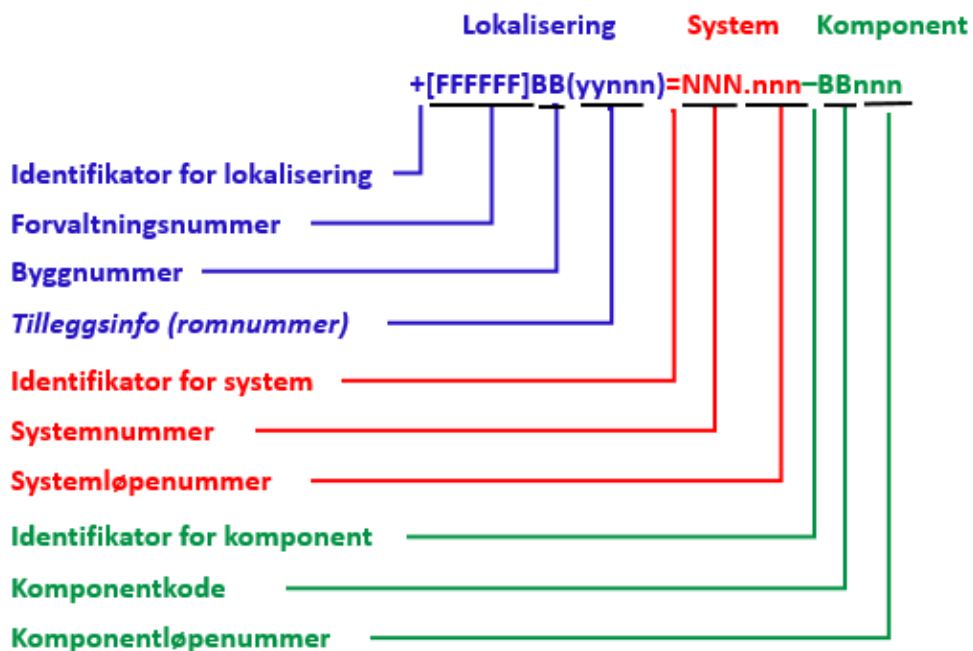 Lokalisering System Komponent
+[FFFFFF]BB(yynnn)=NNN.nnn–BBnnn
Identifikator for lokalisering
Forvaltningsnummer
Byggnummer
Tilleggsinfo (romnummer)
Identifikator for system
Systemnummer
Systemløpenummer
Identifikator for komponent
Komponentkode
Komponentløpenummer